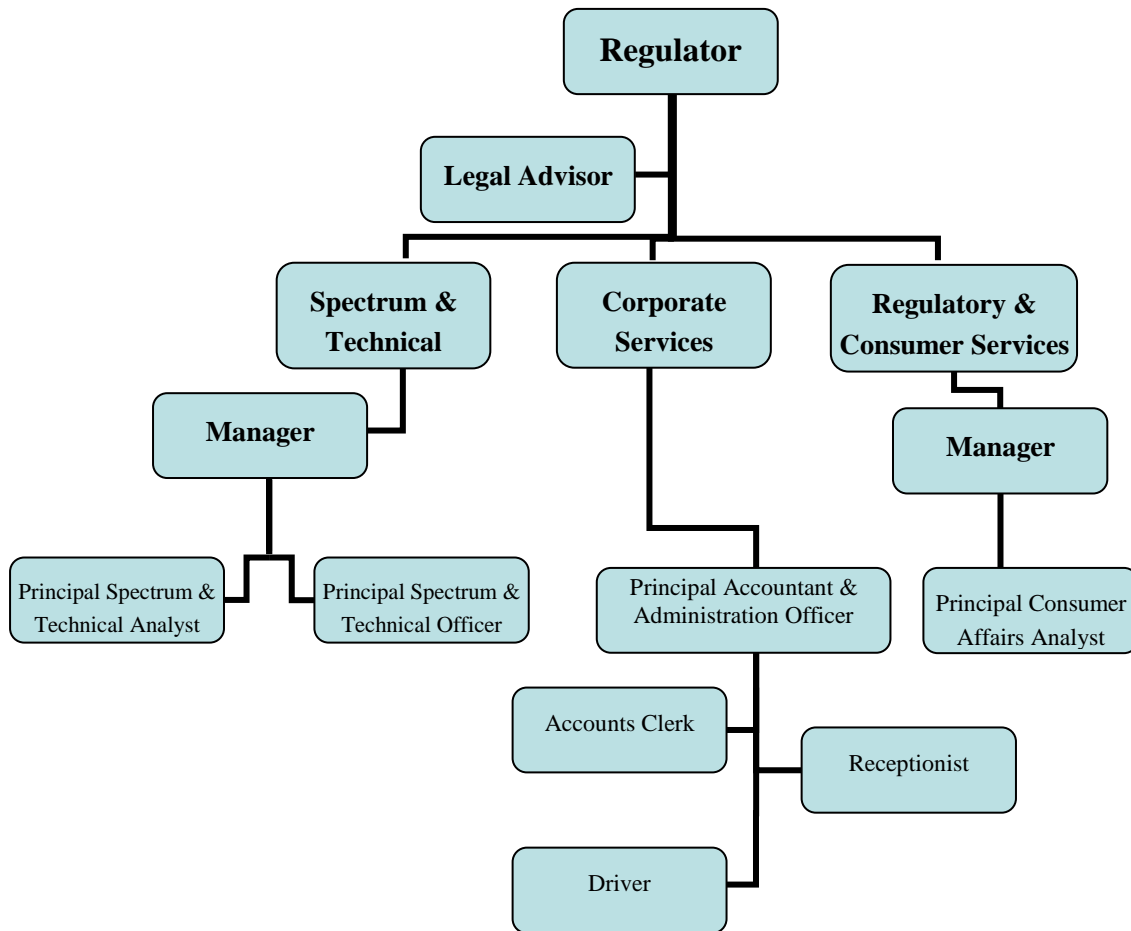 Regulator
Legal Advisor
Spectrum &
Technical
Corporate
Services
Regulatory &
Consumer Services
Manager
Manager
Principal Spectrum &
Technical Analyst
Principal Spectrum &
Technical Officer
Principal Accountant &
Administration Officer
Principal Consumer
Affairs Analyst
Accounts Clerk
Receptionist
Driver